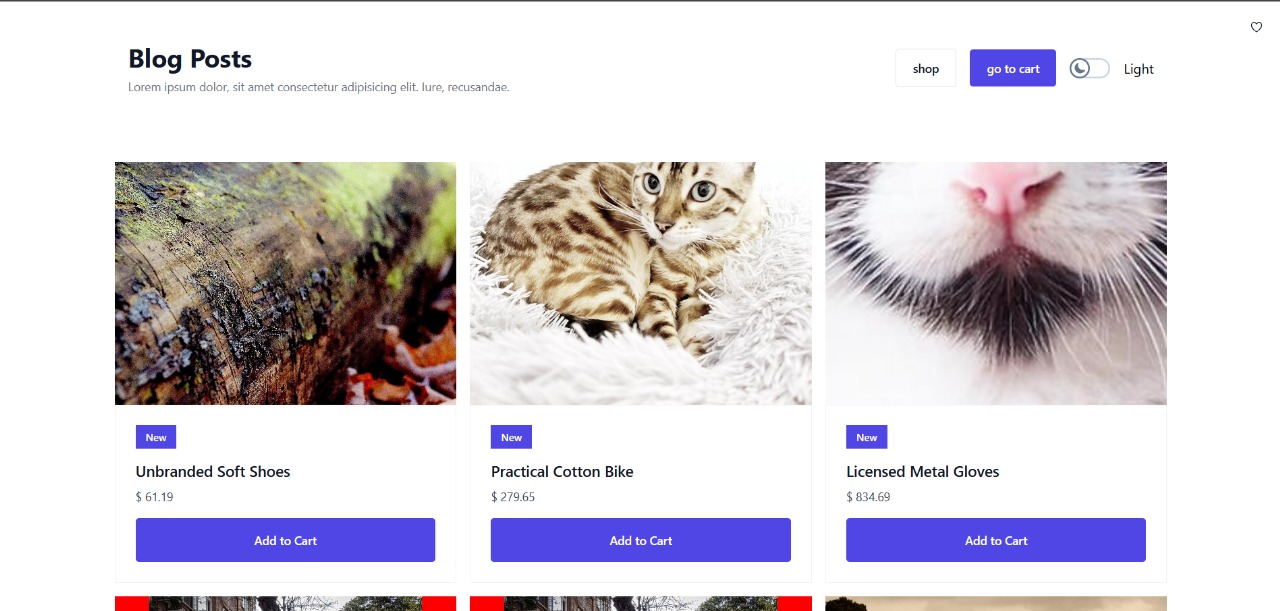 Blog Posts
Lorem ipsum dolor, sit amet consectetur adipisicing elit. Iure, recusandae.
shop
go to cart
Light
New
Unbranded Soft Shoes
$ 61.19
Add to Cart
New
Practical Cotton Bike
$ 279.65
Add to Cart
New
Licensed Metal Gloves
$ 834.69
Add to Cart